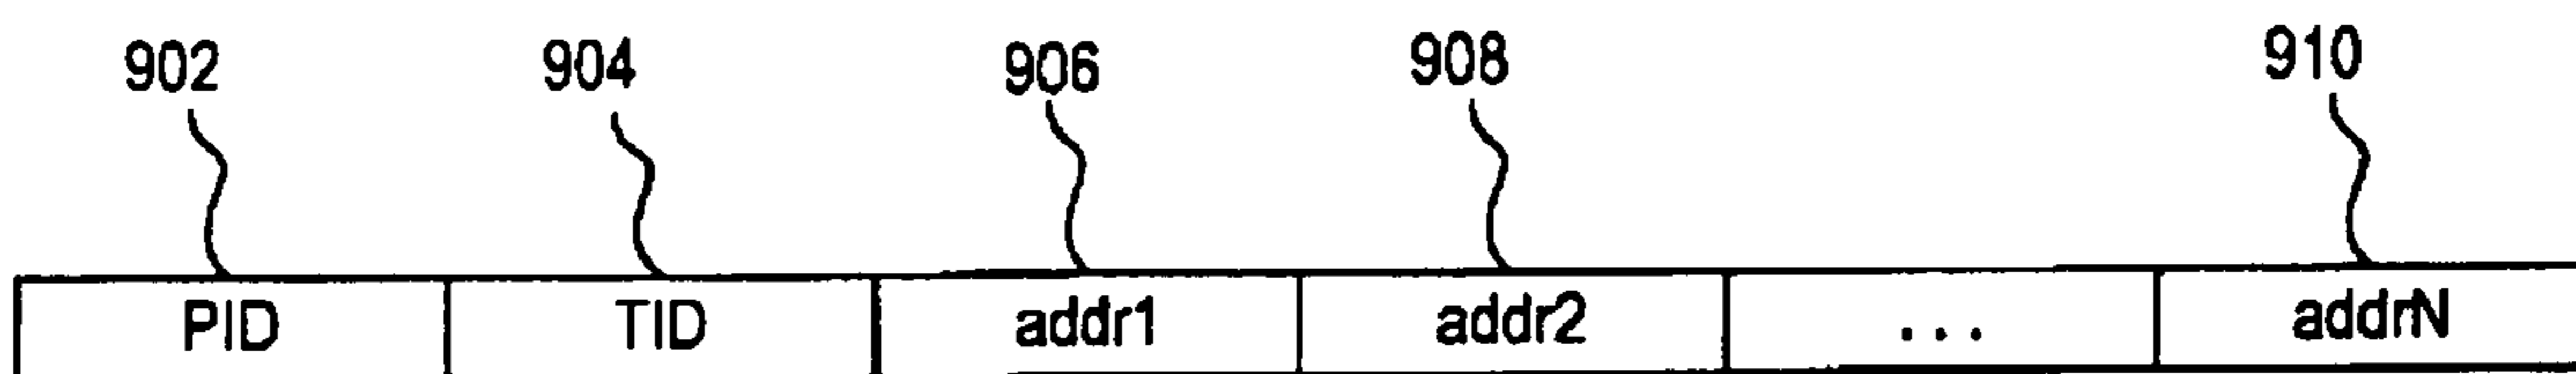 902 904 906 908 910
PID TID addr1 addr2 ... addrN